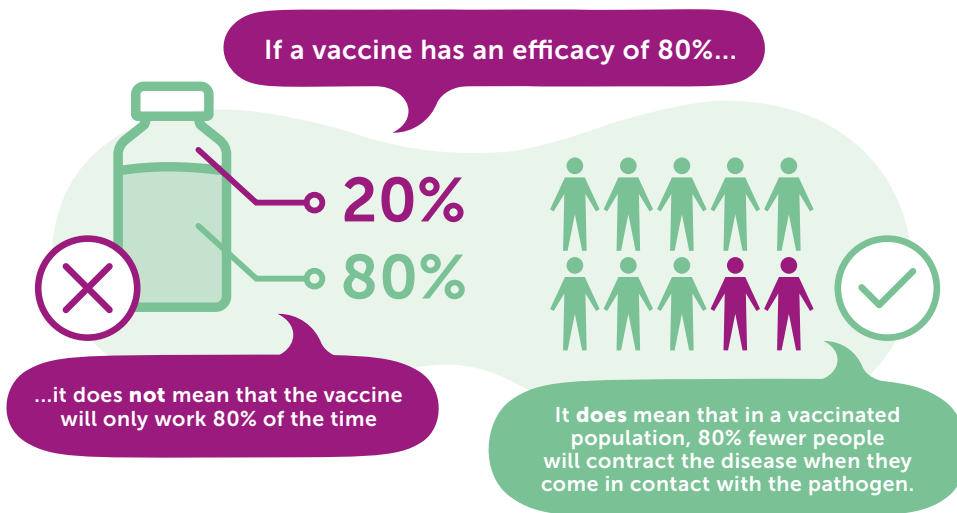 If a vaccine has an efficacy of 80%...
20%
80%
...it does not mean that the vaccine
will only work 80% of the time
It does mean that in a vaccinated
population, 80% fewer people
will contract the disease when they
come in contact with the pathogen.